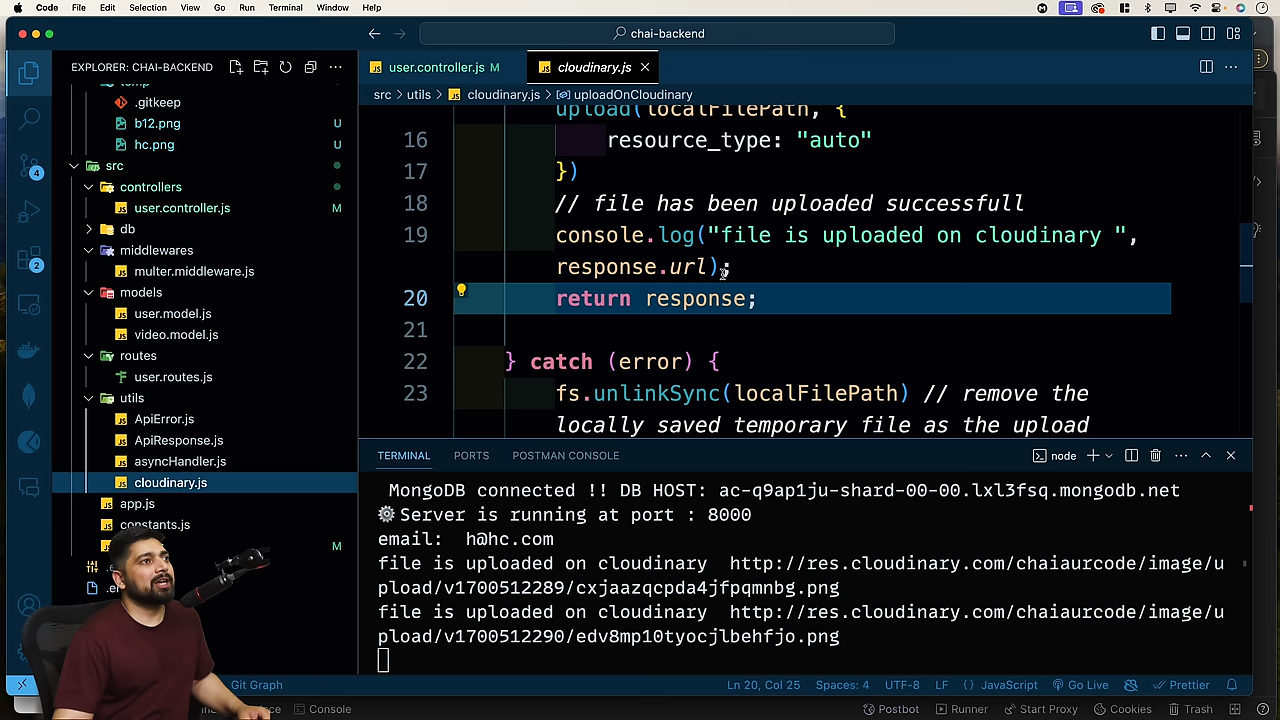 Code File Edit Selection View Go Run Terminal Window Help
chai-backend
EXPLORER: CHAI-BACKEND
user.controller.js M
cloudinary.js
src > utils > cloudinary.js > uploadOnCloudinary
temp
.gitkeep
b12.png U
hc.png U
src
controllers
user.controller.js M
db
middlewares
multer.middleware.js
models
user.model.js
video.model.js
routes
user.routes.js
utils
ApiError.js
ApiResponse.js
asyncHandler.js
cloudinary.js
app.js
constants.js
M
4
2
upload(localFilePath, {
16 resource_type: "auto"
17 })
18 // file has been uploaded successfull
19 console.log("file is uploaded on cloudinary ",
response.url);
20 return response;
21
22 } catch (error) {
23 fs.unlinkSync(localFilePath) // remove the
locally saved temporary file as the upload
TERMINAL PORTS POSTMAN CONSOLE
node
MongoDB connected !! DB HOST: ac-q9ap1ju-shard-00-00.lxl3fsq.mongodb.net
Server is running at port : 8000
email: h@hc.com
file is uploaded on cloudinary http://res.cloudinary.com/chaiaurcode/image/u
pload/v1700512289/cxjaazqcpda4jfpqmnbg.png
file is uploaded on cloudinary http://res.cloudinary.com/chaiaurcode/image/u
pload/v1700512290/edv8mp10tyocjlbehfjo.png
Git Graph
Ln 20, Col 25 Spaces: 4 UTF-8 LF {} JavaScript Go Live Prettier
Console
Postbot Runner Start Proxy Cookies Trash